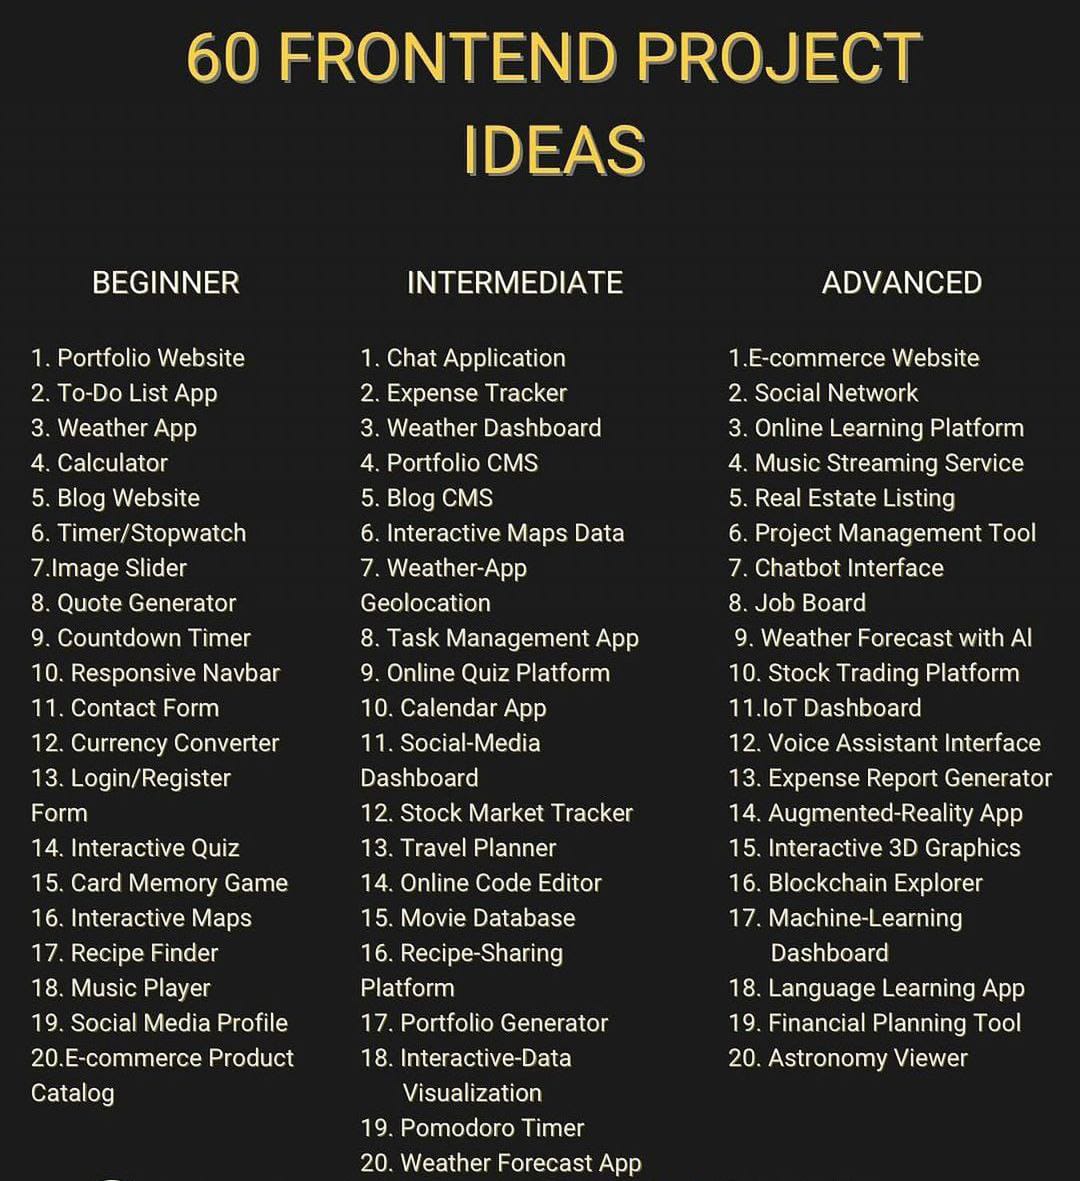 60 FRONTEND PROJECT
IDEAS
BEGINNER
1. Portfolio Website
2. To-Do List App
3. Weather App
4. Calculator
5. Blog Website
6. Timer/Stopwatch
7.Image Slider
8. Quote Generator
9. Countdown Timer
10. Responsive Navbar
11. Contact Form
12. Currency Converter
13. Login/Register
Form
14. Interactive Quiz
15. Card Memory Game
16. Interactive Maps
17. Recipe Finder
18. Music Player
19. Social Media Profile
20.E-commerce Product
Catalog
INTERMEDIATE
1. Chat Application
2. Expense Tracker
3. Weather Dashboard
4. Portfolio CMS
5. Blog CMS
6. Interactive Maps Data
7. Weather-App
Geolocation
8. Task Management App
9. Online Quiz Platform
10. Calendar App
11. Social-Media
Dashboard
12. Stock Market Tracker
13. Travel Planner
14. Online Code Editor
15. Movie Database
16. Recipe-Sharing
Platform
17. Portfolio Generator
18. Interactive-Data
Visualization
19. Pomodoro Timer
20. Weather Forecast App
ADVANCED
1.E-commerce Website
2. Social Network
3. Online Learning Platform
4. Music Streaming Service
5. Real Estate Listing
6. Project Management Tool
7. Chatbot Interface
8. Job Board
9. Weather Forecast with AI
10. Stock Trading Platform
11.IoT Dashboard
12. Voice Assistant Interface
13. Expense Report Generator
14. Augmented-Reality App
15. Interactive 3D Graphics
16. Blockchain Explorer
17. Machine-Learning
Dashboard
18. Language Learning App
19. Financial Planning Tool
20. Astronomy Viewer